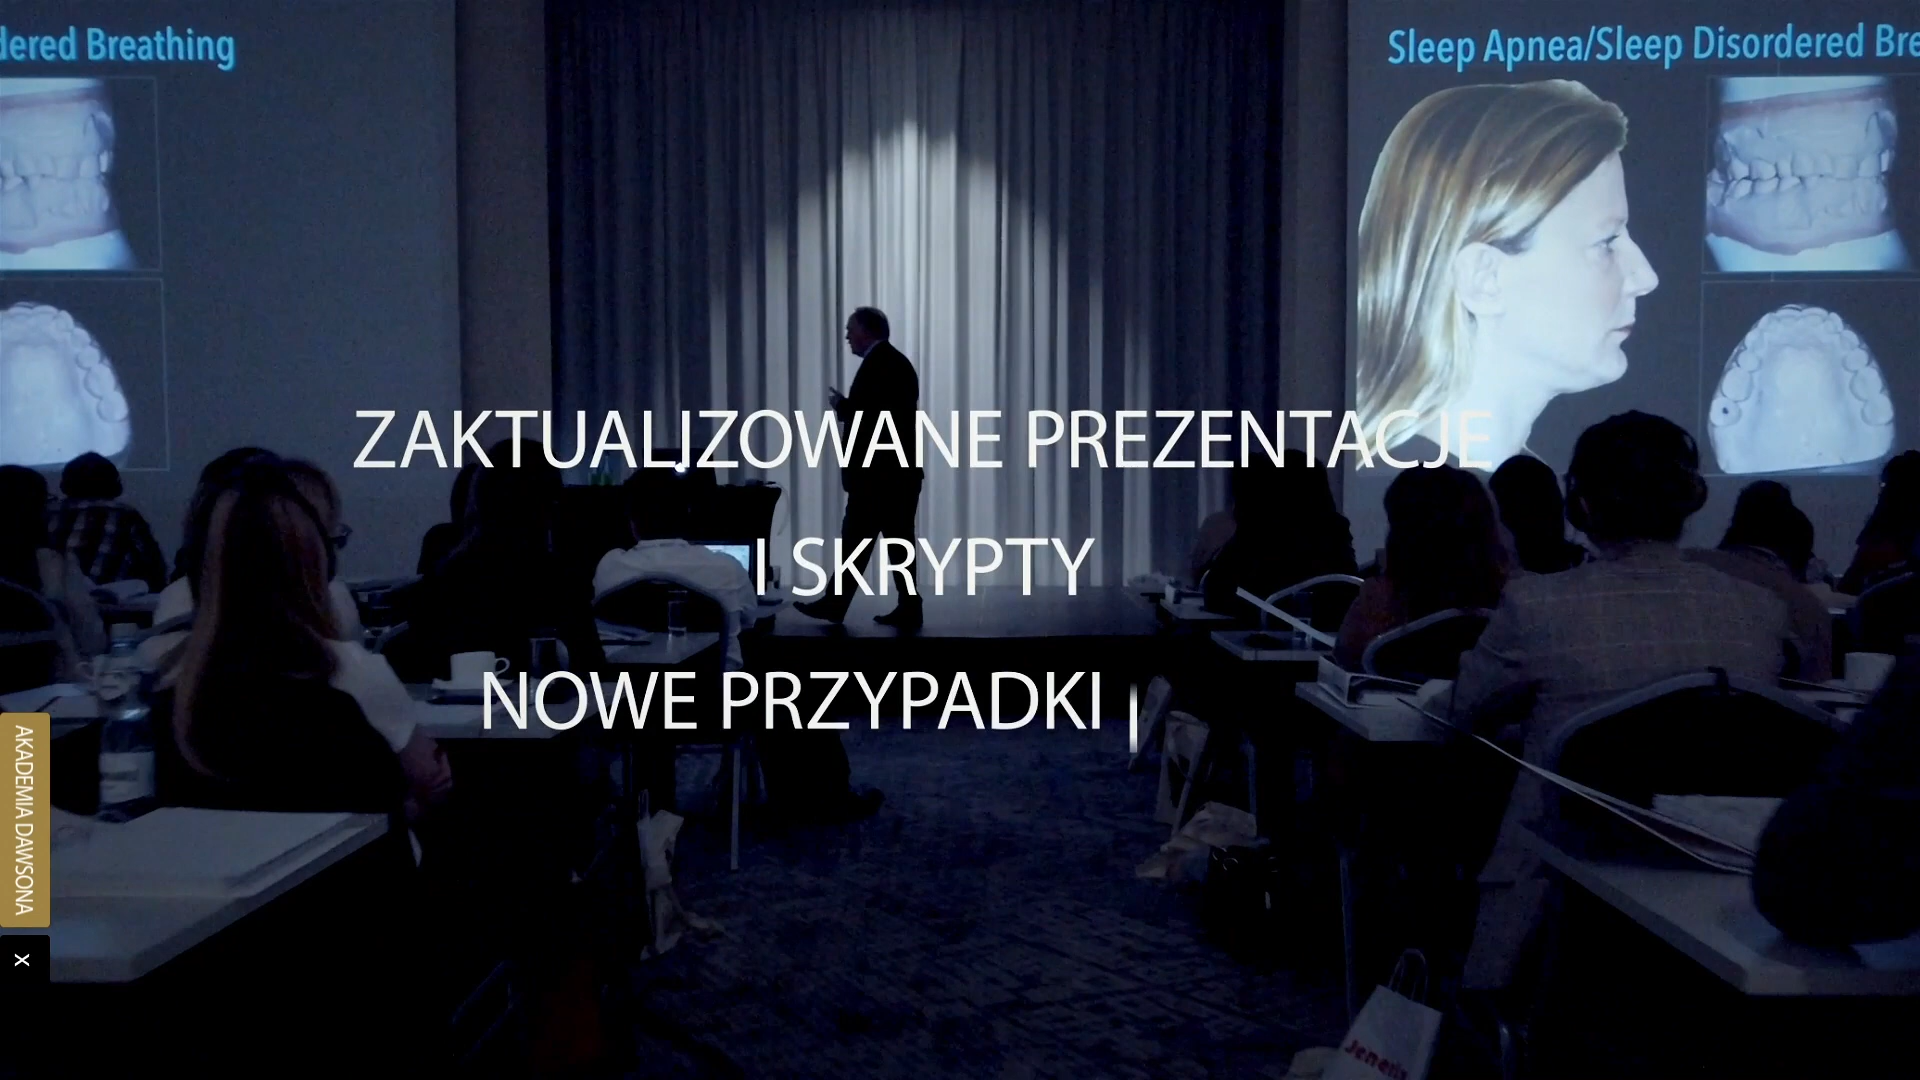 dered Breathing
Sleep Apnea/Sleep Disordered Bre
ZAKTUALIZOWANE PREZENTACJE
I SKRYPTY
NOWE PRZYPADKI
AKADEMIA DAWSONA
X